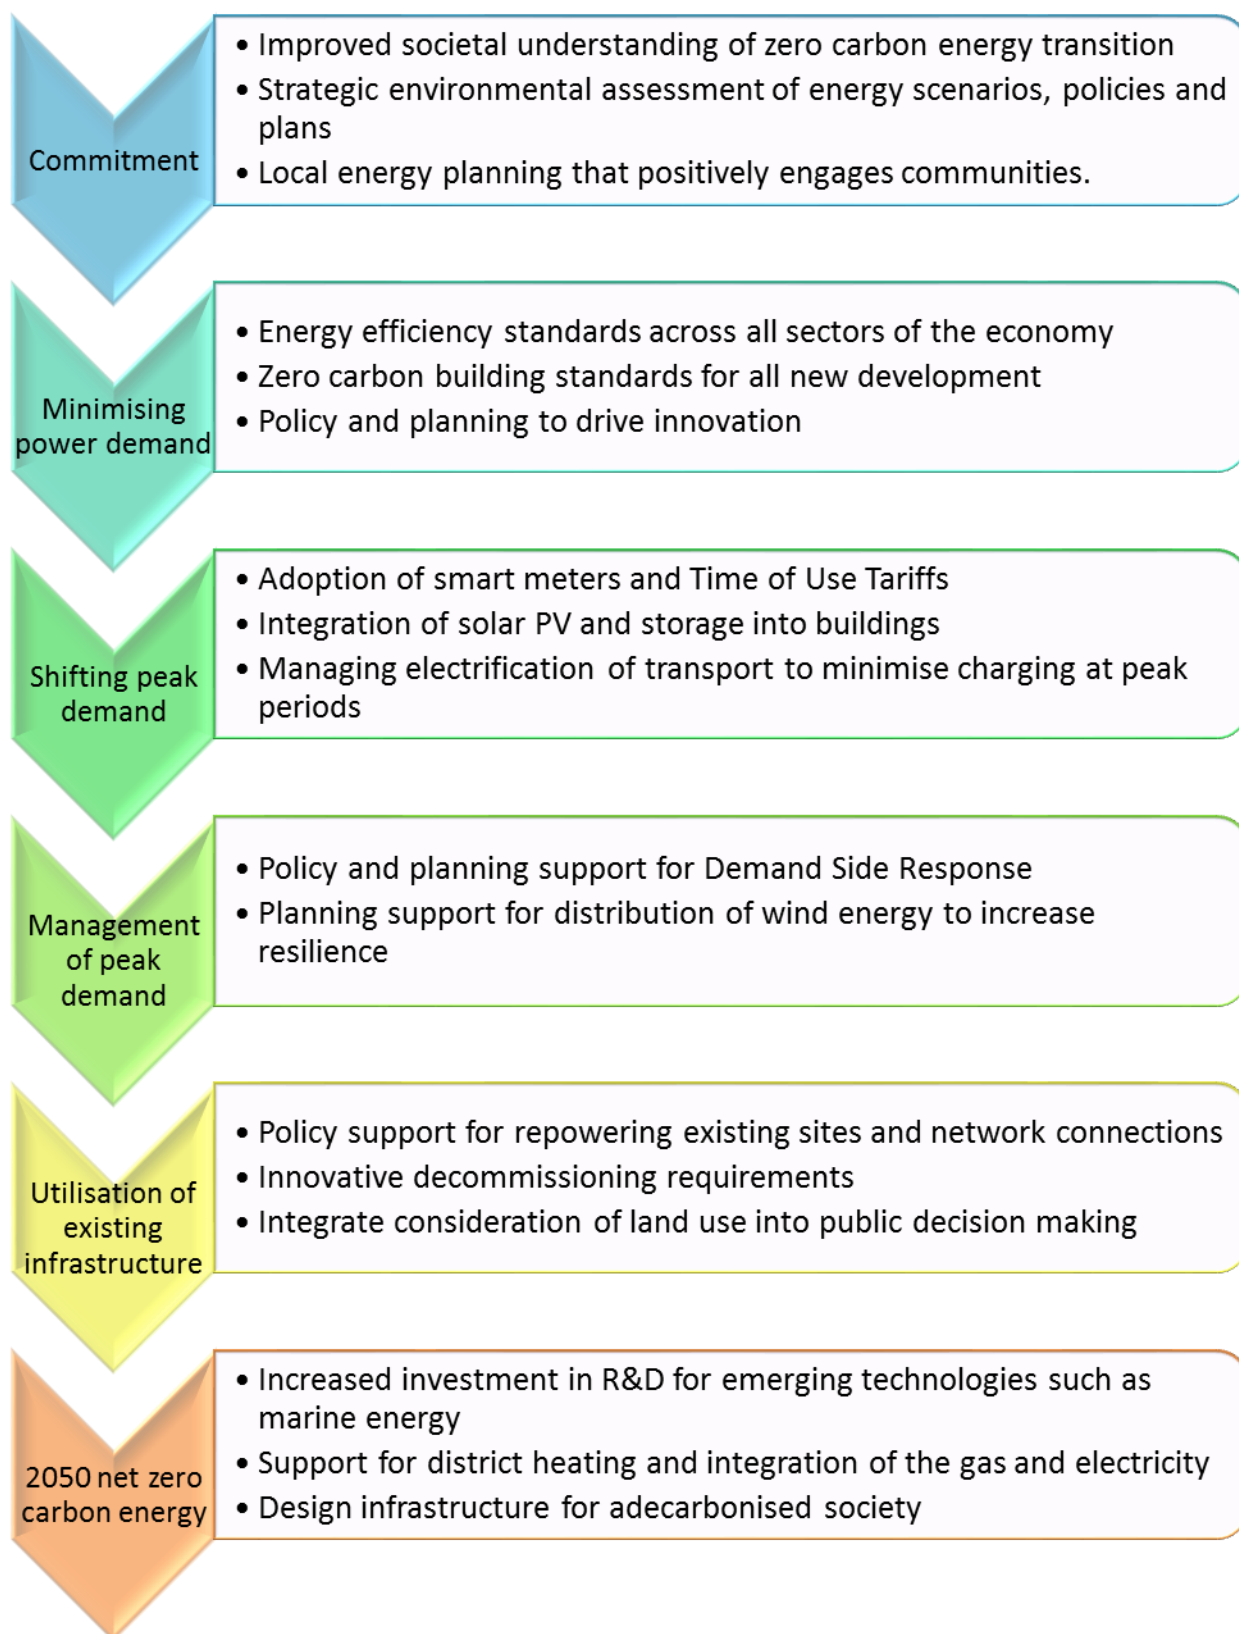 Commitment
• Improved societal understanding of zero carbon energy transition
• Strategic environmental assessment of energy scenarios, policies and
plans
• Local energy planning that positively engages communities.
Minimising
power demand
• Energy efficiency standards across all sectors of the economy
• Zero carbon building standards for all new development
• Policy and planning to drive innovation
Shifting peak
demand
• Adoption of smart meters and Time of Use Tariffs
• Integration of solar PV and storage into buildings
• Managing electrification of transport to minimise charging at peak
periods
Management
of peak
demand
• Policy and planning support for Demand Side Response
• Planning support for distribution of wind energy to increase
resilience
Utilisation of
existing
infrastructure
• Policy support for repowering existing sites and network connections
• Innovative decommissioning requirements
• Integrate consideration of land use into public decision making
2050 net zero
carbon energy
• Increased investment in R&D for emerging technologies such as
marine energy
• Support for district heating and integration of the gas and electricity
• Design infrastructure for adecarbonised society